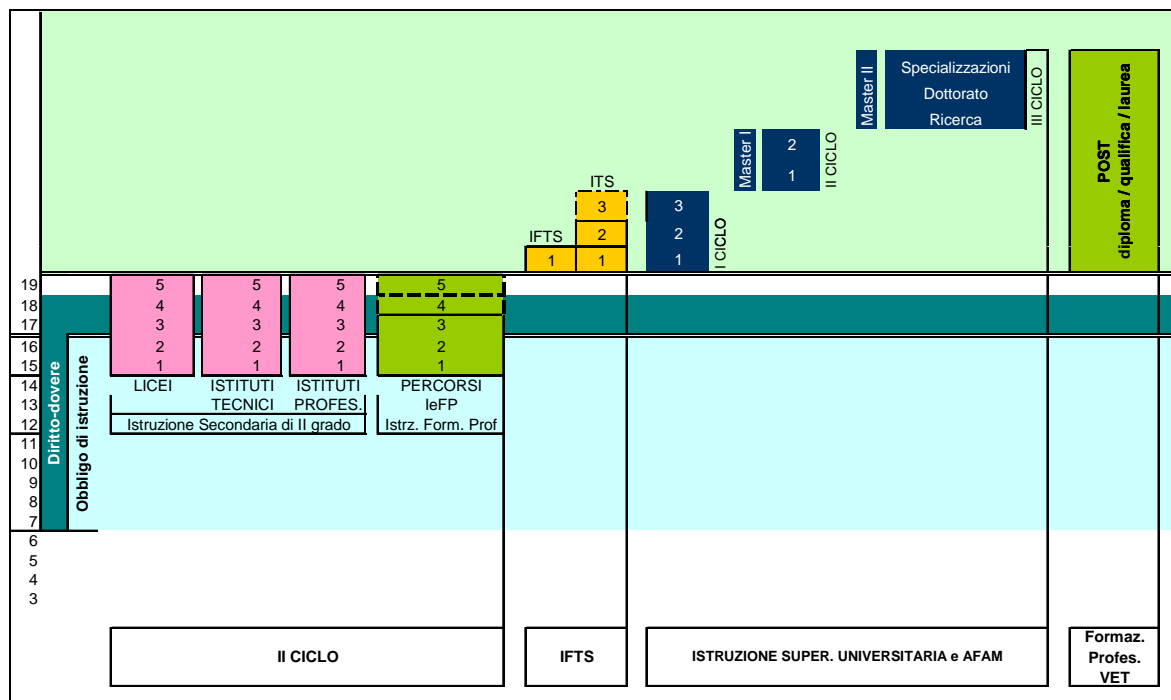 Specializzazioni
Dottorato
Ricerca
Master II
III CICLO
POST
diploma / qualifica / laurea
Master I
2
1
II CICLO
ITS
3
2
1
IFTS
1
3
2
1
I CICLO
19 5 5 5 5
18 4 4 4 4
17 3 3 3 3
16 2 2 2 2
15 1 1 1 1
14 LICEI ISTITUTI ISTITUTI PERCORSI
13 TECNICI PROFES. IeFP
12 Istruzione Secondaria di II grado Istrz. Form. Prof
11
10
9
8
7
6
5
4
3
Diritto-dovere
Obbligo di istruzione
II CICLO
IFTS
ISTRUZIONE SUPER. UNIVERSITARIA e AFAM
Formaz.
Profes.
VET